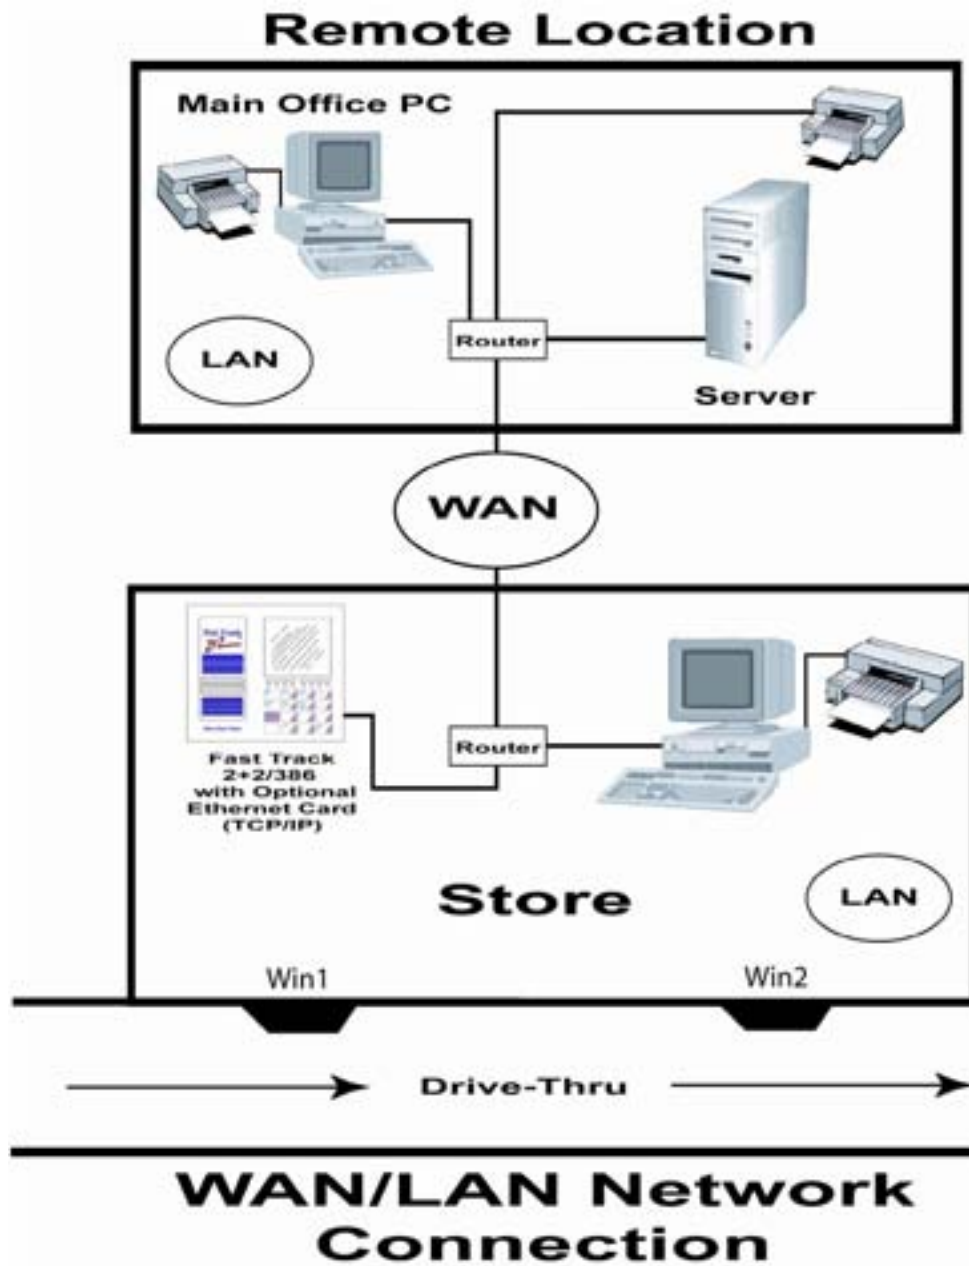 Remote Location
Main Office PC
Router
LAN
Server
WAN
Fast Track
2+2/386
with Optional
Ethernet Card
(TCP/IP)
Router
Store
LAN
Win1
Win2
Drive-Thru
WAN/LAN Network
Connection